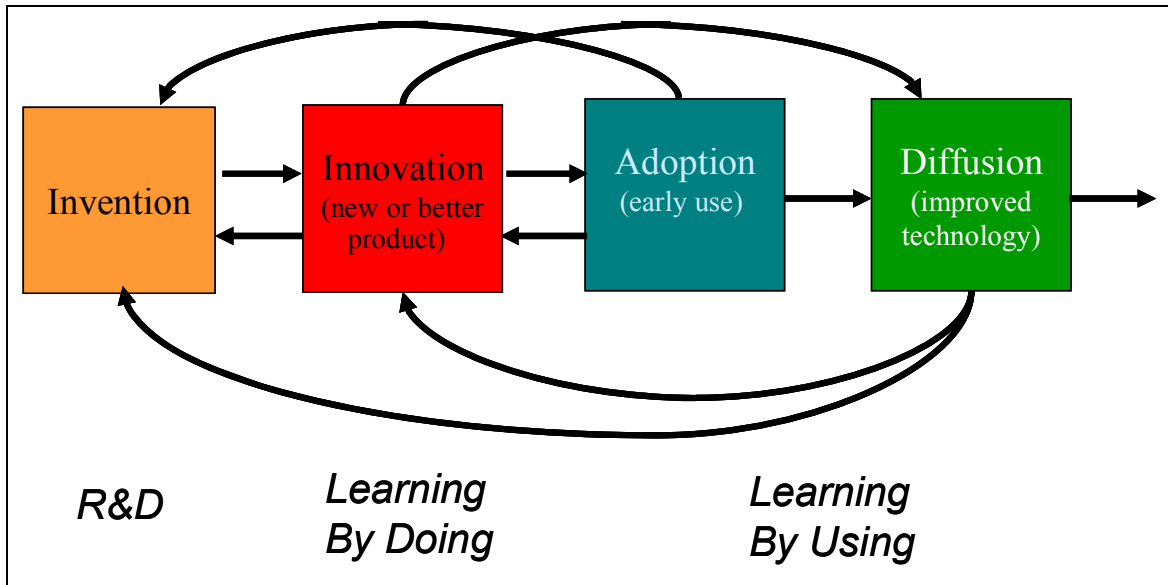 Invention
Innovation
(new or better
product)
Adoption
(early use)
Diffusion
(improved
technology)
R&D
Learning
By Doing
Learning
By Using